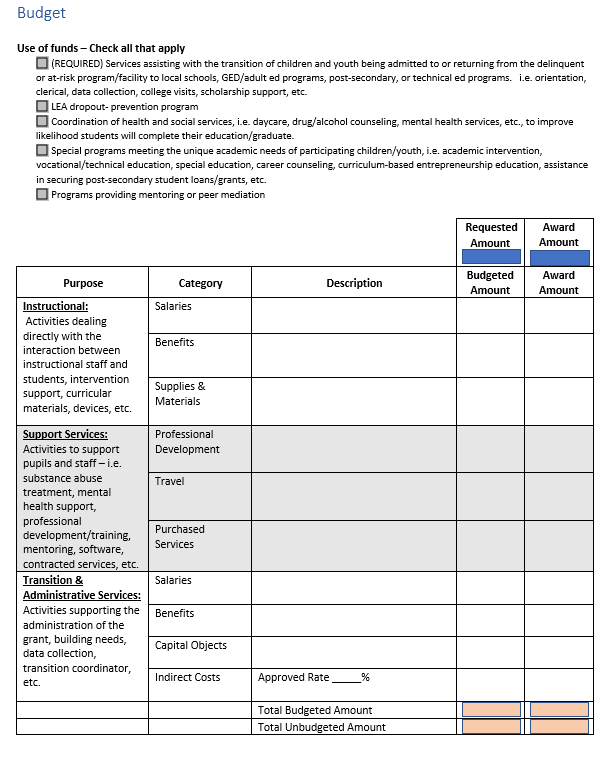 Budget
Use of funds – Check all that apply
(REQUIRED) Services assisting with the transition of children and youth being admitted to or returning from the delinquent
or at-risk program/facility to local schools, GED/adult ed programs, post-secondary, or technical ed programs.   i.e. orientation,
clerical, data collection, college visits, scholarship support, etc.
LEA dropout- prevention program
Coordination of health and social services, i.e. daycare, drug/alcohol counseling, mental health services, etc., to improve
likelihood students will complete their education/graduate.
Special programs meeting the unique academic needs of participating children/youth, i.e. academic intervention,
vocational/technical education, special education, career counseling, curriculum-based entrepreneurship education, assistance
in securing post-secondary student loans/grants, etc.
Programs providing mentoring or peer mediation
Requested Amount
Award Amount
Purpose
Category
Description
Budgeted Amount
Award Amount
Instructional:
Activities dealing
directly with the
interaction between
instructional staff and
students, intervention
support, curricular
materials, devices, etc.
Salaries
Benefits
Supplies &
Materials
Support Services:
Activities to support
pupils and staff – i.e.
substance abuse
treatment, mental
health support,
professional
development/training,
mentoring, software,
contracted services, etc.
Professional
Development
Travel
Purchased
Services
Transition &
Administrative Services:
Activities supporting the
administration of the
grant, building needs,
data collection,
transition coordinator,
etc.
Salaries
Benefits
Capital Objects
Indirect Costs
Approved Rate _____%
Total Budgeted Amount
Total Unbudgeted Amount